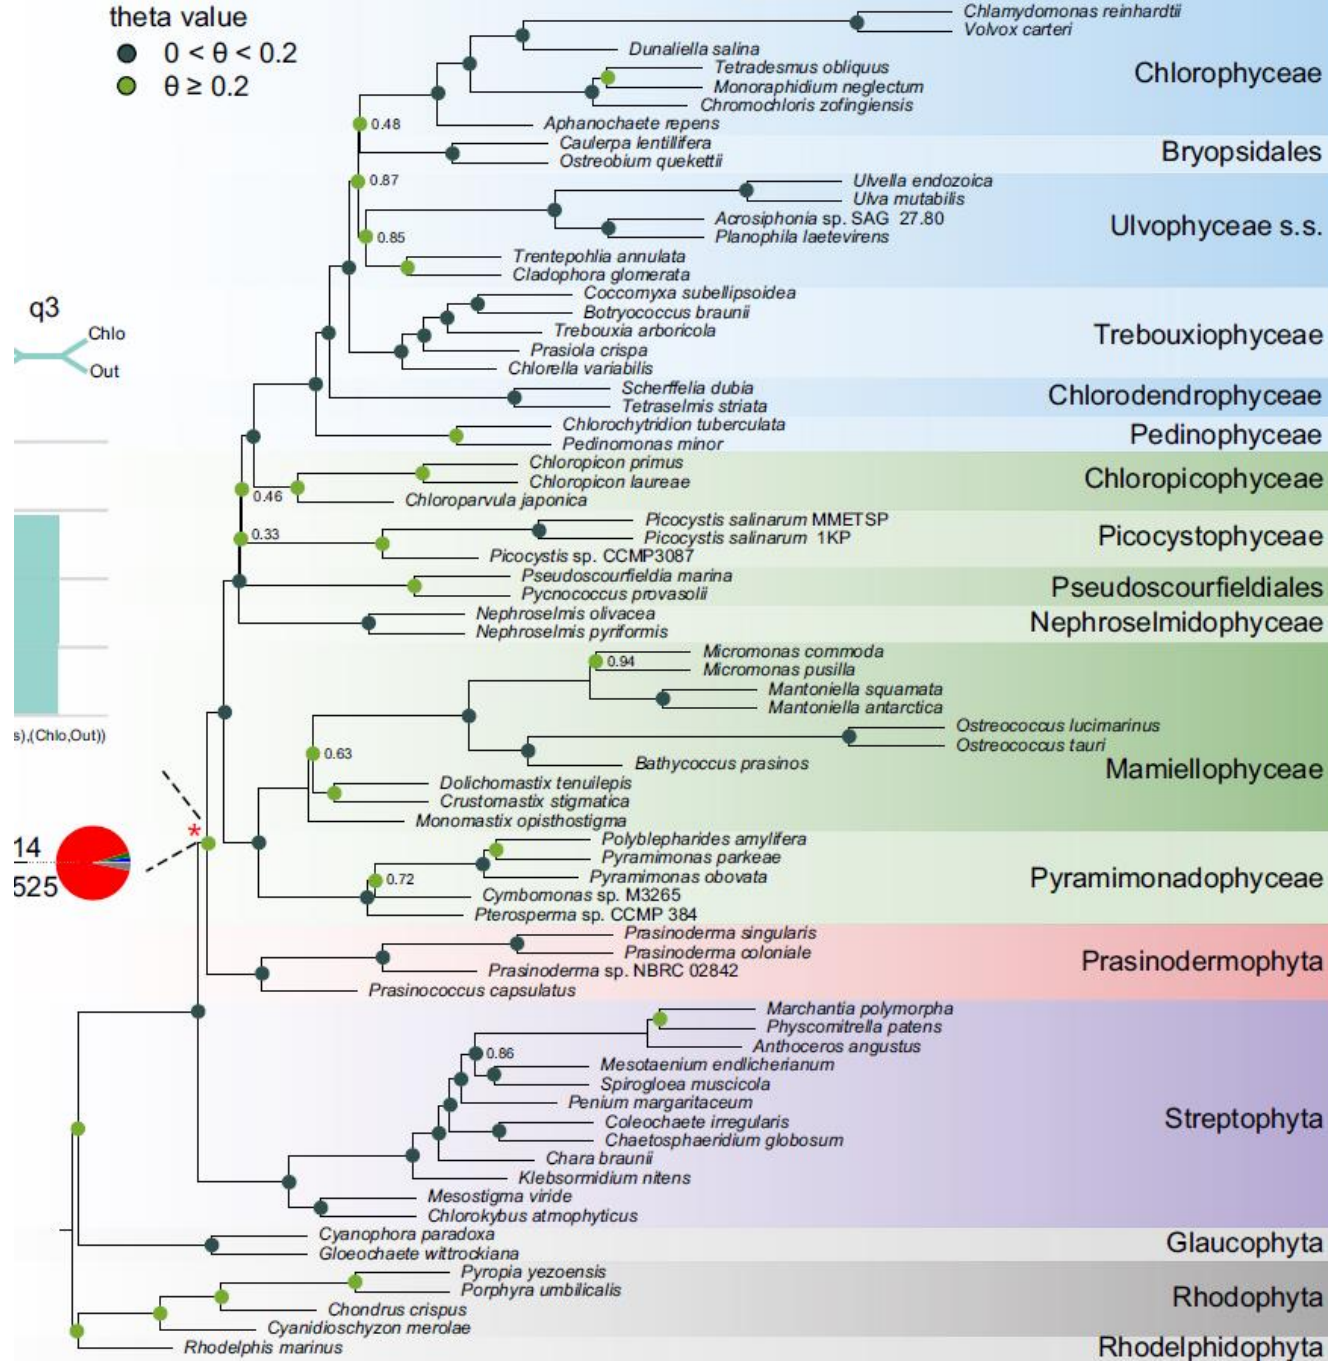 theta value
0 < θ < 0.2
θ ≥ 0.2
Chlamydomonas reinhardtii
Volvox carteri
Dunaliella salina
Tetradesmus obliquus
Monoraphidium neglectum
Chromochloris zofingiensis
Aphanochaete repens
Chlorophyceae
0.48
Caulerpa lentillifera
Ostreobium quekettii
Bryopsidales
0.87
Ulvella endozoica
Ulva mutabilis
Acrosiphonia sp. SAG 27.80
Planophila laetevirens
Ulvophyceae s.s.
0.85
Trentepohlia annulata
Cladophora glomerata
q3
Chlo
Out
Coccomyxa subellipsoidea
Botryococcus braunii
Trebouxia arboricola
Prasiola crispa
Chlorella variabilis
Trebouxiophyceae
Scherffelia dubia
Tetraselmis striata
Chlorodendrophyceae
Chlorochytridion tuberculata
Pedinomonas minor
Pedinophyceae
Chloropicon primus
Chloropicon laureae
Chloroparvula japonica
Chloropicophyceae
0.46
Picocystis salinarum MMETSP
Picocystis salinarum 1KP
Picocystis sp. CCMP3087
Picocystophyceae
0.33
Pseudoscourfieldia marina
Pycnococcus provasolii
Pseudoscourfieldiales
Nephroselmis olivacea
Nephroselmis pyriformis
Nephroselmidophyceae
Micromonas commoda
Micromonas pusilla
0.94
Mantoniella squamata
Mantoniella antarctica
Ostreococcus lucimarinus
Ostreococcus tauri
Bathycoccus prasinos
Mamiellophyceae
s),(Chlo,Out))
0.63
Dolichomastix tenuilepis
Crustomastix stigmatica
Monomastix opisthostigma
*
14
525
Polyblepharides amylifera
Pyramimonas parkeae
Pyramimonas obovata
Cymbomonas sp. M3265
Pterosperma sp. CCMP 384
Pyramimonadophyceae
0.72
Prasinoderma singularis
Prasinoderma coloniale
Prasinoderma sp. NBRC 02842
Prasinococcus capsulatus
Prasinodermophyta
Marchantia polymorpha
Physcomitrella patens
Anthoceros angustus
0.86
Mesotaenium endlicherianum
Spirogloea muscicola
Penium margaritaceum
Coleochaete irregularis
Chaetosphaeridium globosum
Chara braunii
Klebsormidium nitens
Mesostigma viride
Chlorokybus atmophyticus
Streptophyta
Cyanophora paradoxa
Gloeochaete wittrockiana
Glaucophyta
Pyropia yezoensis
Porphyra umbilicalis
Chondrus crispus
Cyanidioschyzon merolae
Rhodophyta
Rhodelphis marinus
Rhodelphidophyta